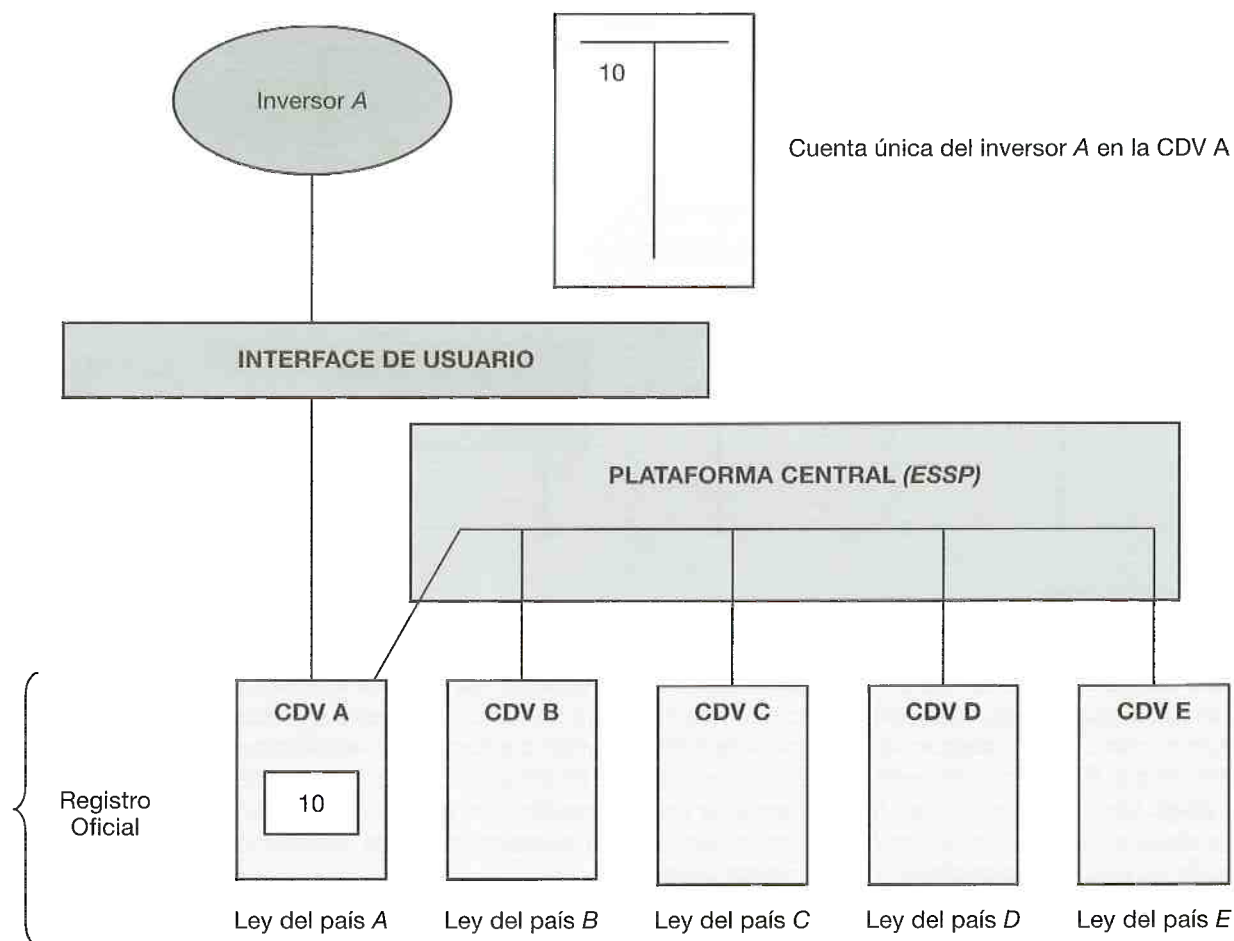 Inversor A
10
Cuenta única del inversor A en la CDV A
INTERFACE DE USUARIO
PLATAFORMA CENTRAL (ESSP)
CDV A
CDV B
CDV C
CDV D
CDV E
Registro
Oficial
10
Ley del país A
Ley del país B
Ley del país C
Ley del país D
Ley del país E